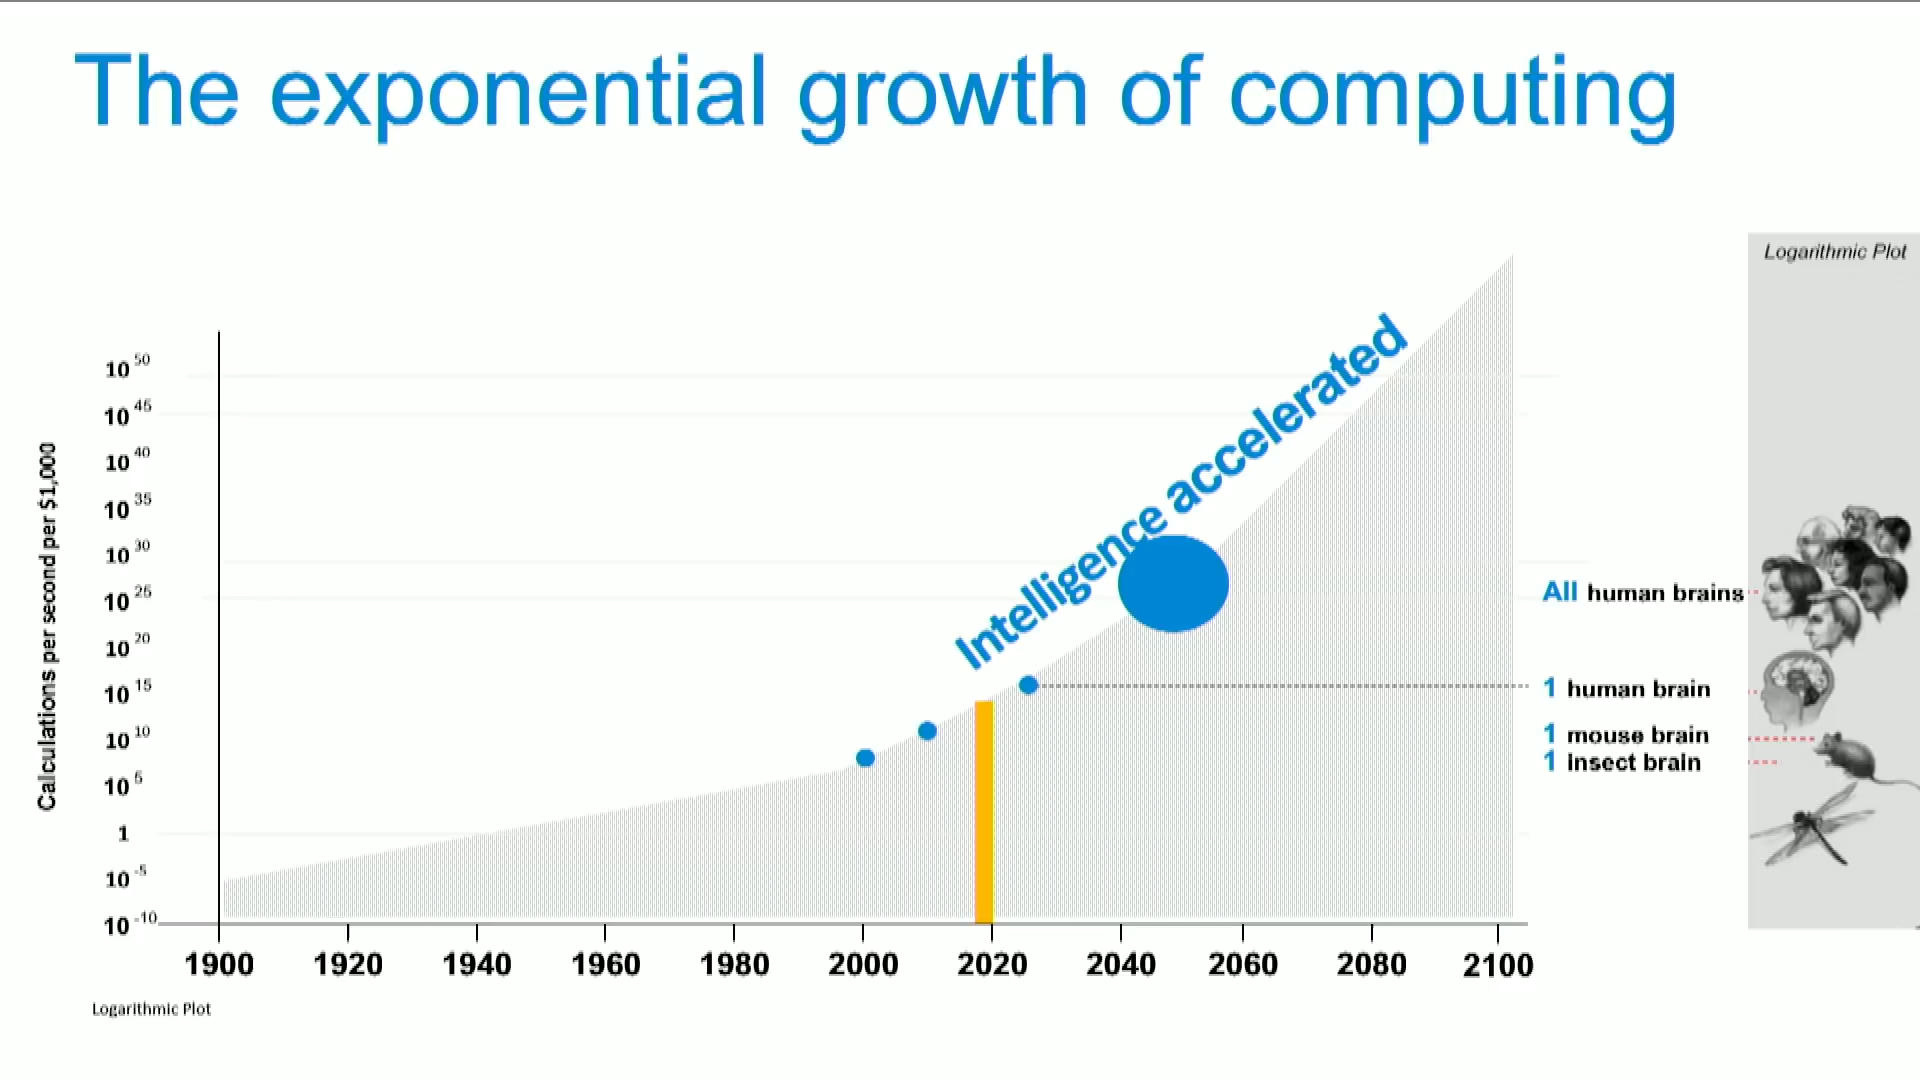 The exponential growth of computing
Logarithmic Plot
Intelligence accelerated
Calculations per second per $1,000
10 50
10 45
10 40
10 35
10 30
10 25
10 20
10 15
10 10
10 5
1
10 -5
10 -10
All human brains
1 human brain
1 mouse brain
1 insect brain
1900 1920 1940 1960 1980 2000 2020 2040 2060 2080 2100
Logarithmic Plot